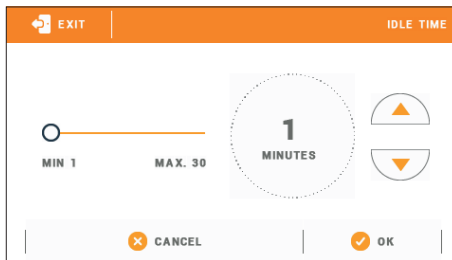 EXIT
IDLE TIME
1
MINUTES
MIN 1
MAX. 30
CANCEL
OK